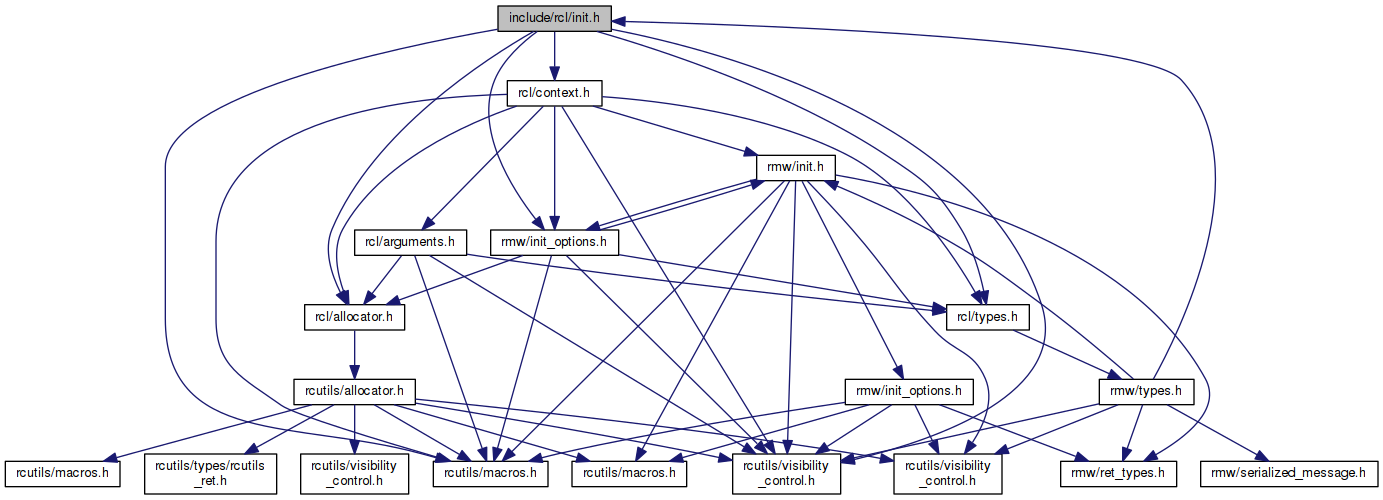 include/rcl/init.h
rcl/context.h
rmw/init.h
rcl/arguments.h
rmw/init_options.h
rcl/allocator.h
rcl/types.h
rcutils/allocator.h
rmw/init_options.h
rmw/types.h
rcutils/macros.h
rcutils/types/rcutils
_ret.h
rcutils/visibility
_control.h
rcutils/macros.h
rcutils/macros.h
rcutils/visibility
_control.h
rcutils/visibility
_control.h
rmw/ret_types.h
rmw/serialized_message.h